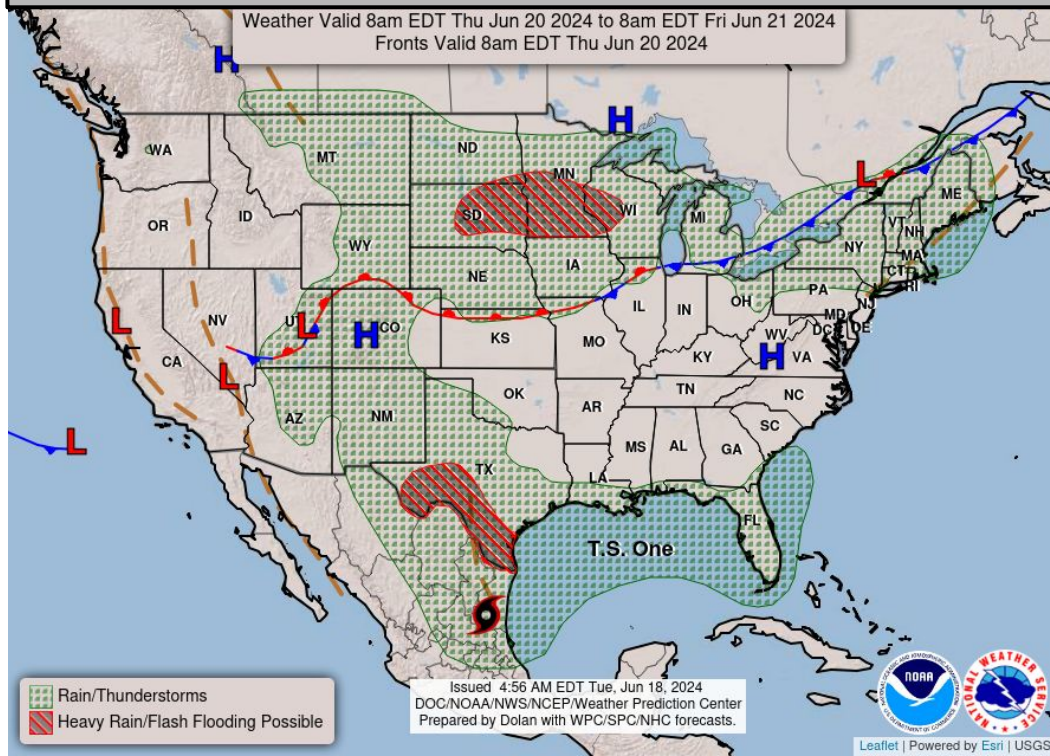 Weather Valid 8am EDT Thu Jun 20 2024 to 8am EDT Fri Jun 21 2024
Fronts Valid 8am EDT Thu Jun 20 2024
H
H
WA
MT
ND
MN
L
ME
OR
ID
SD
WI
MI
VT
NH
WY
NY
MA
IA
CT
RI
NE
PA
NJ
OH
L
NV
UT
L
H
CO
IL
IN
MD
DE
DC
WV
KS
MO
H
VA
CA
KY
L
OK
TN
NC
AZ
NM
AR
SC
L
MS
AL
GA
TX
LA
FL
T.S. One
Rain/Thunderstorms
Heavy Rain/Flash Flooding Possible
Issued 4:56 AM EDT Tue, Jun 18, 2024
DOC/NOAA/NWS/NCEP/Weather Prediction Center
Prepared by Dolan with WPC/SPC/NHC forecasts.
NOAA
NATIONAL WEATHER SERVICE
Leaflet | Powered by Esri | USGS